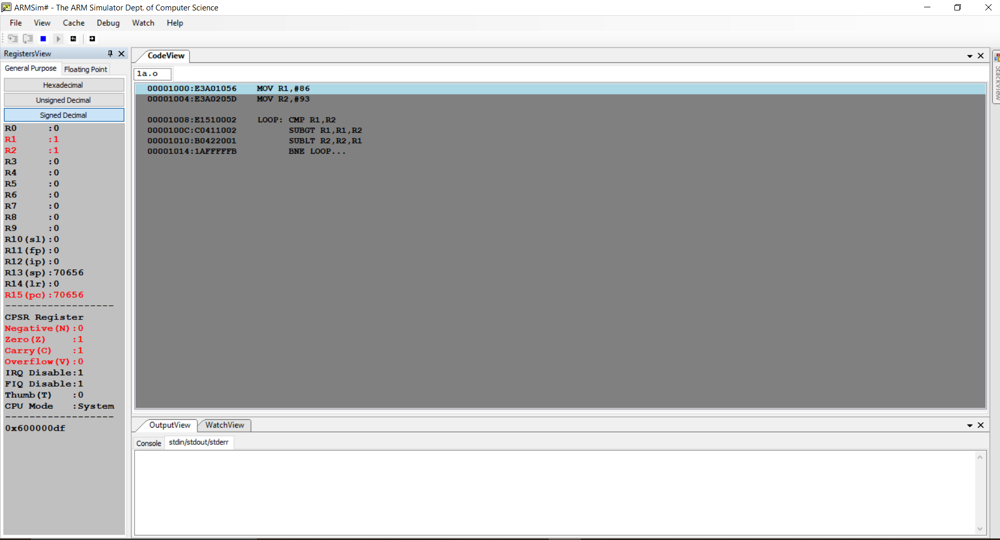 ARMSim# - The ARM Simulator Dept. of Computer Science
File View Cache Debug Watch Help
RegistersView
General Purpose Floating Point
Hexadecimal
Unsigned Decimal
Signed Decimal
R0 :0
R1 :1
R2 :1
R3 :0
R4 :0
R5 :0
R6 :0
R7 :0
R8 :0
R9 :0
R10(sl):0
R11(fp):0
R12(ip):0
R13(sp):70656
R14(lr):0
R15(pc):70656
------------------
CPSR Register
Negative(N):0
Zero(Z) :1
Carry(C) :1
Overflow(V):0
IRQ Disable:1
FIQ Disable:1
Thumb(T) :0
CPU Mode :System
------------------
0x600000df
CodeView
1a.o
00001000:E3A01056 MOV R1,#86
00001004:E3A0205D MOV R2,#93
00001008:E1510002 LOOP: CMP R1,R2
0000100C:C0411002 SUBGT R1,R1,R2
00001010:B0422001 SUBLT R2,R2,R1
00001014:1AFFFFFB BNE LOOP...
OutputView WatchView
Console stdin/stdout/stderr
StackView